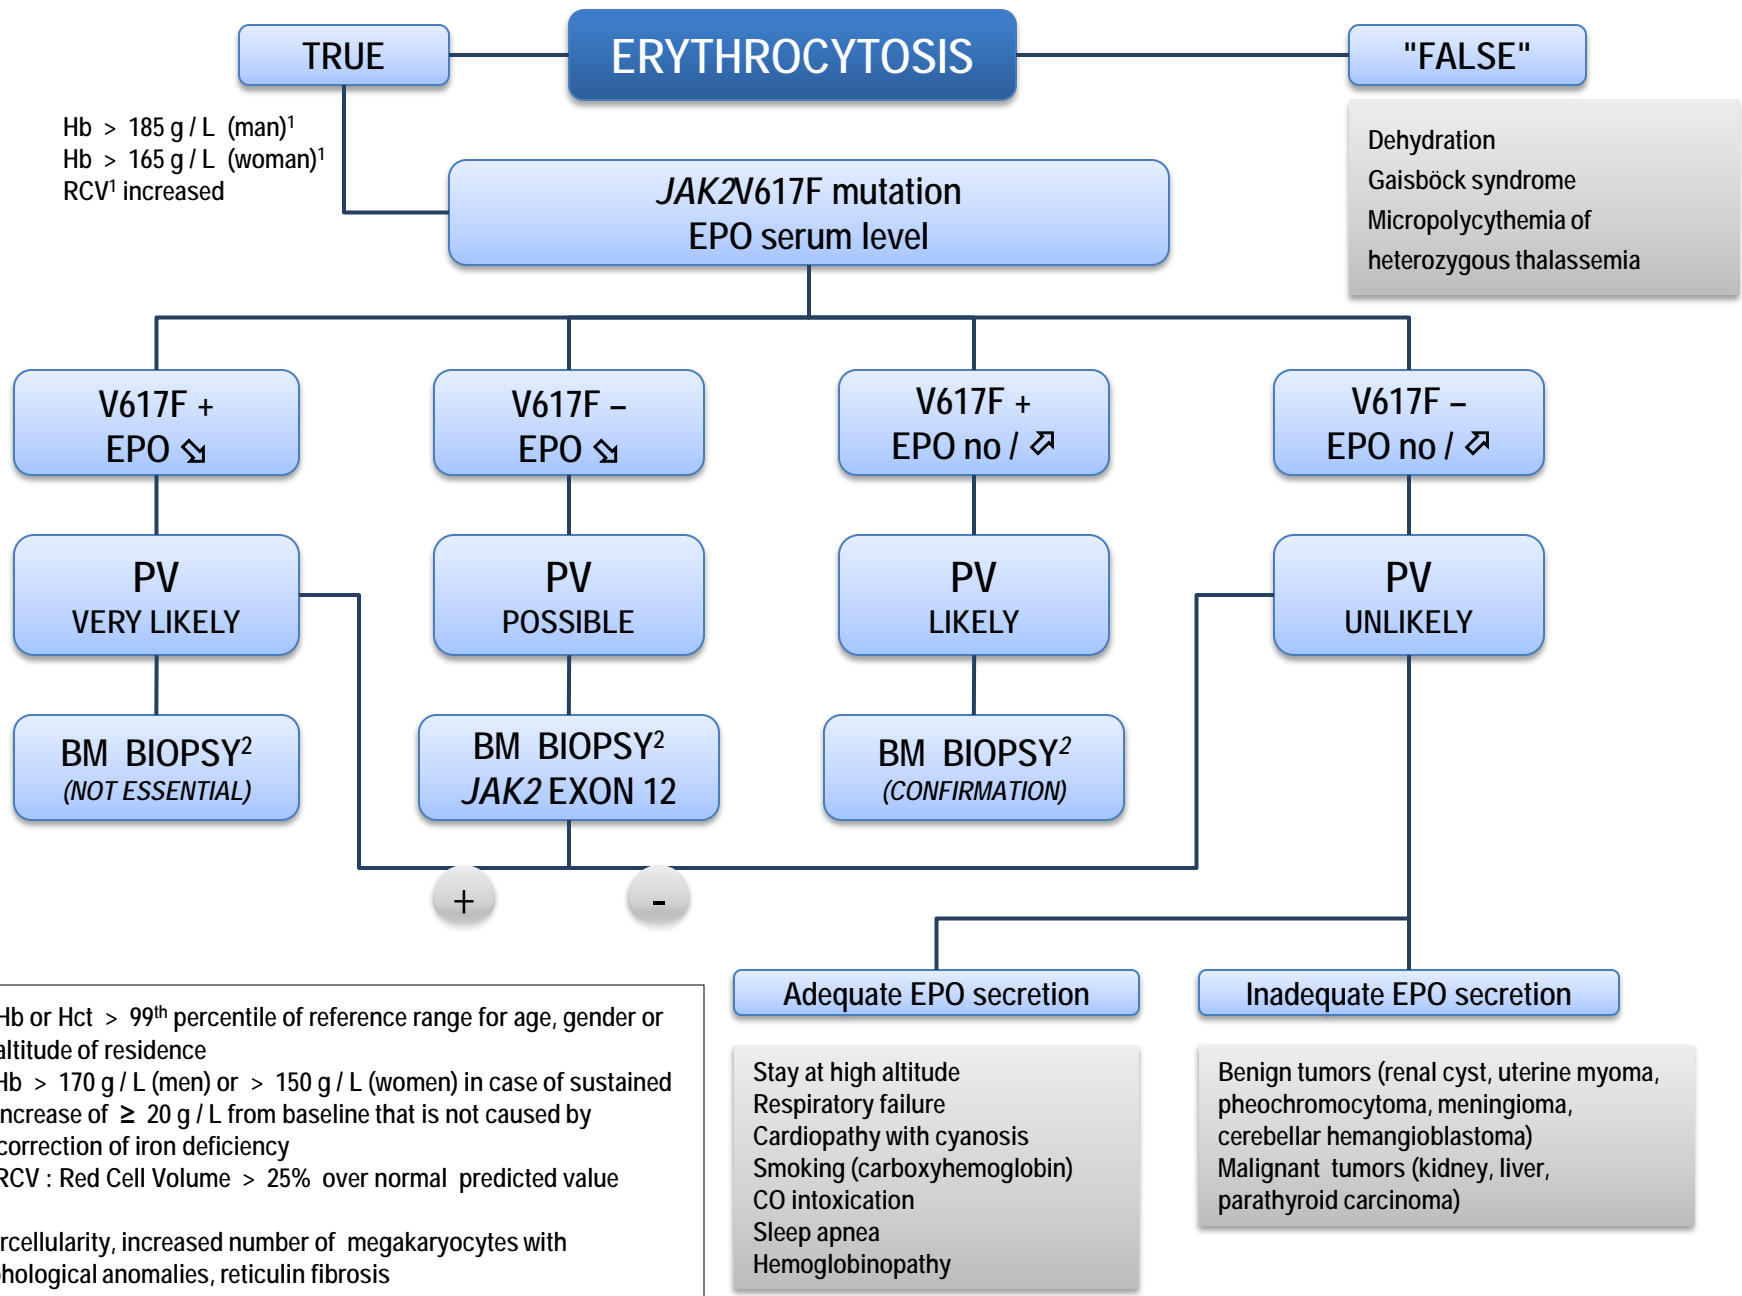 ERYTHROCYTOSIS
TRUE
"FALSE"
Hb > 185 g / L (man)¹
Hb > 165 g / L (woman)¹
RCV¹ increased
Dehydration
Gaisböck syndrome
Micropolycythemia of
heterozygous thalassemia
JAK2V617F mutation
EPO serum level
V617F +
EPO ⬂
V617F –
EPO ⬂
V617F +
EPO no / ⬀
V617F –
EPO no / ⬀
PV
VERY LIKELY
PV
POSSIBLE
PV
LIKELY
PV
UNLIKELY
BM BIOPSY²
(NOT ESSENTIAL)
BM BIOPSY²
JAK2 EXON 12
BM BIOPSY²
(CONFIRMATION)
+
-
Adequate EPO secretion
Stay at high altitude
Respiratory failure
Cardiopathy with cyanosis
Smoking (carboxyhemoglobin)
CO intoxication
Sleep apnea
Hemoglobinopathy
Inadequate EPO secretion
Benign tumors (renal cyst, uterine myoma,
pheochromocytoma, meningioma,
cerebellar hemangioblastoma)
Malignant tumors (kidney, liver,
parathyroid carcinoma)
Hb or Hct > 99th percentile of reference range for age, gender or
altitude of residence
Hb > 170 g / L (men) or > 150 g / L (women) in case of sustained
increase of ≥ 20 g / L from baseline that is not caused by
correction of iron deficiency
RCV : Red Cell Volume > 25% over normal predicted value
rcellularity, increased number of megakaryocytes with
phological anomalies, reticulin fibrosis